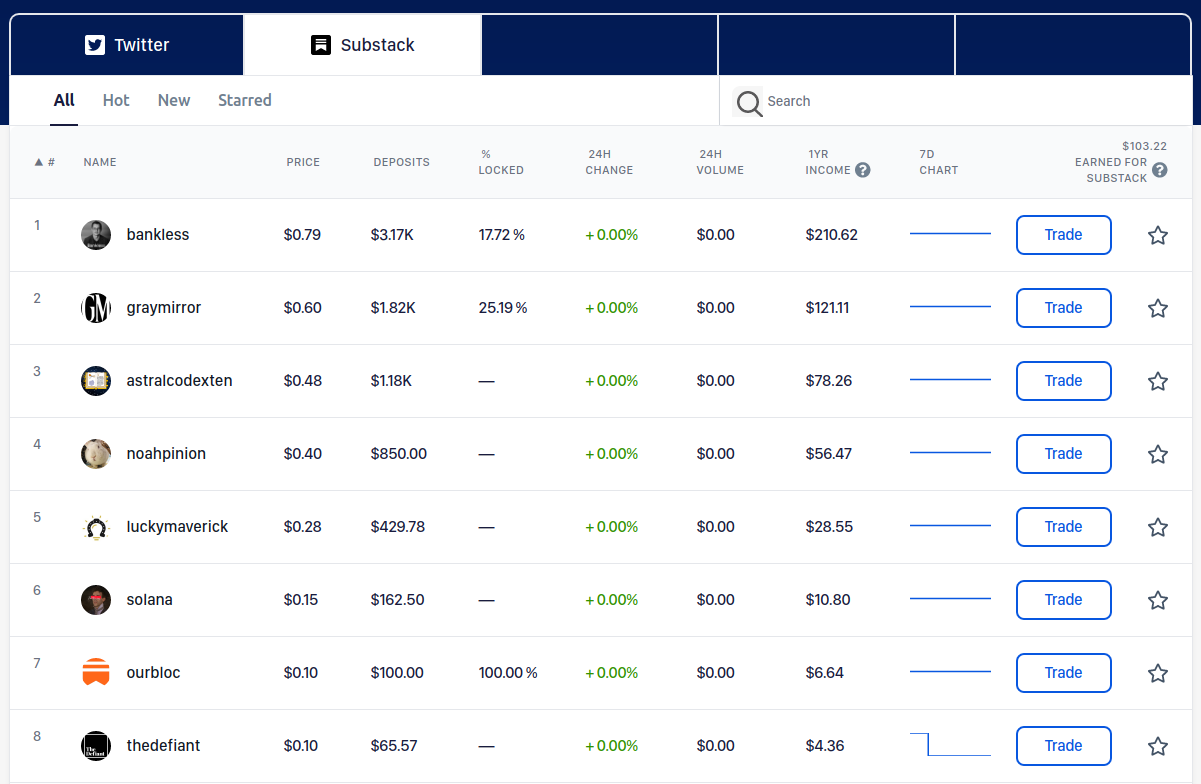 Twitter
Substack
All Hot New Starred
Search
▲ # NAME PRICE DEPOSITS % LOCKED 24H CHANGE 24H VOLUME 1YR INCOME ? 7D CHART $103.22 EARNED FOR SUBSTACK ?
1 bankless $0.79 $3.17K 17.72 % +0.00% $0.00 $210.62 Trade
2 GM graymirror $0.60 $1.82K 25.19 % +0.00% $0.00 $121.11 Trade
3 astralcodexten $0.48 $1.18K — +0.00% $0.00 $78.26 Trade
4 noahpinion $0.40 $850.00 — +0.00% $0.00 $56.47 Trade
5 luckymaverick $0.28 $429.78 — +0.00% $0.00 $28.55 Trade
6 solana $0.15 $162.50 — +0.00% $0.00 $10.80 Trade
7 ourbloc $0.10 $100.00 100.00 % +0.00% $0.00 $6.64 Trade
8 The Defiant thedefiant $0.10 $65.57 — +0.00% $0.00 $4.36 Trade